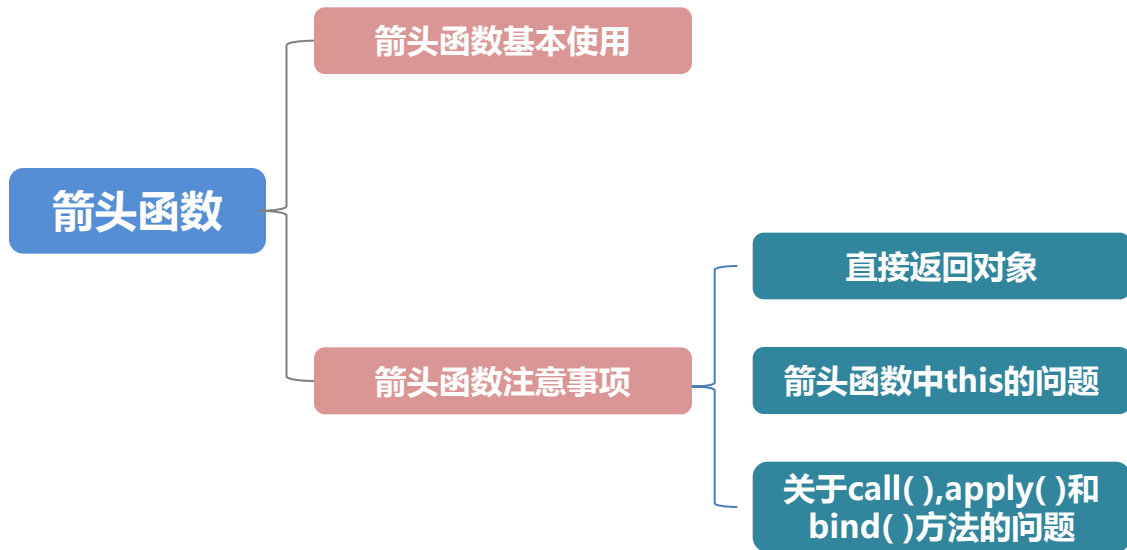 箭头函数基本使用
箭头函数
直接返回对象
箭头函数注意事项
箭头函数中this的问题
关于call( ),apply( )和
bind( )方法的问题